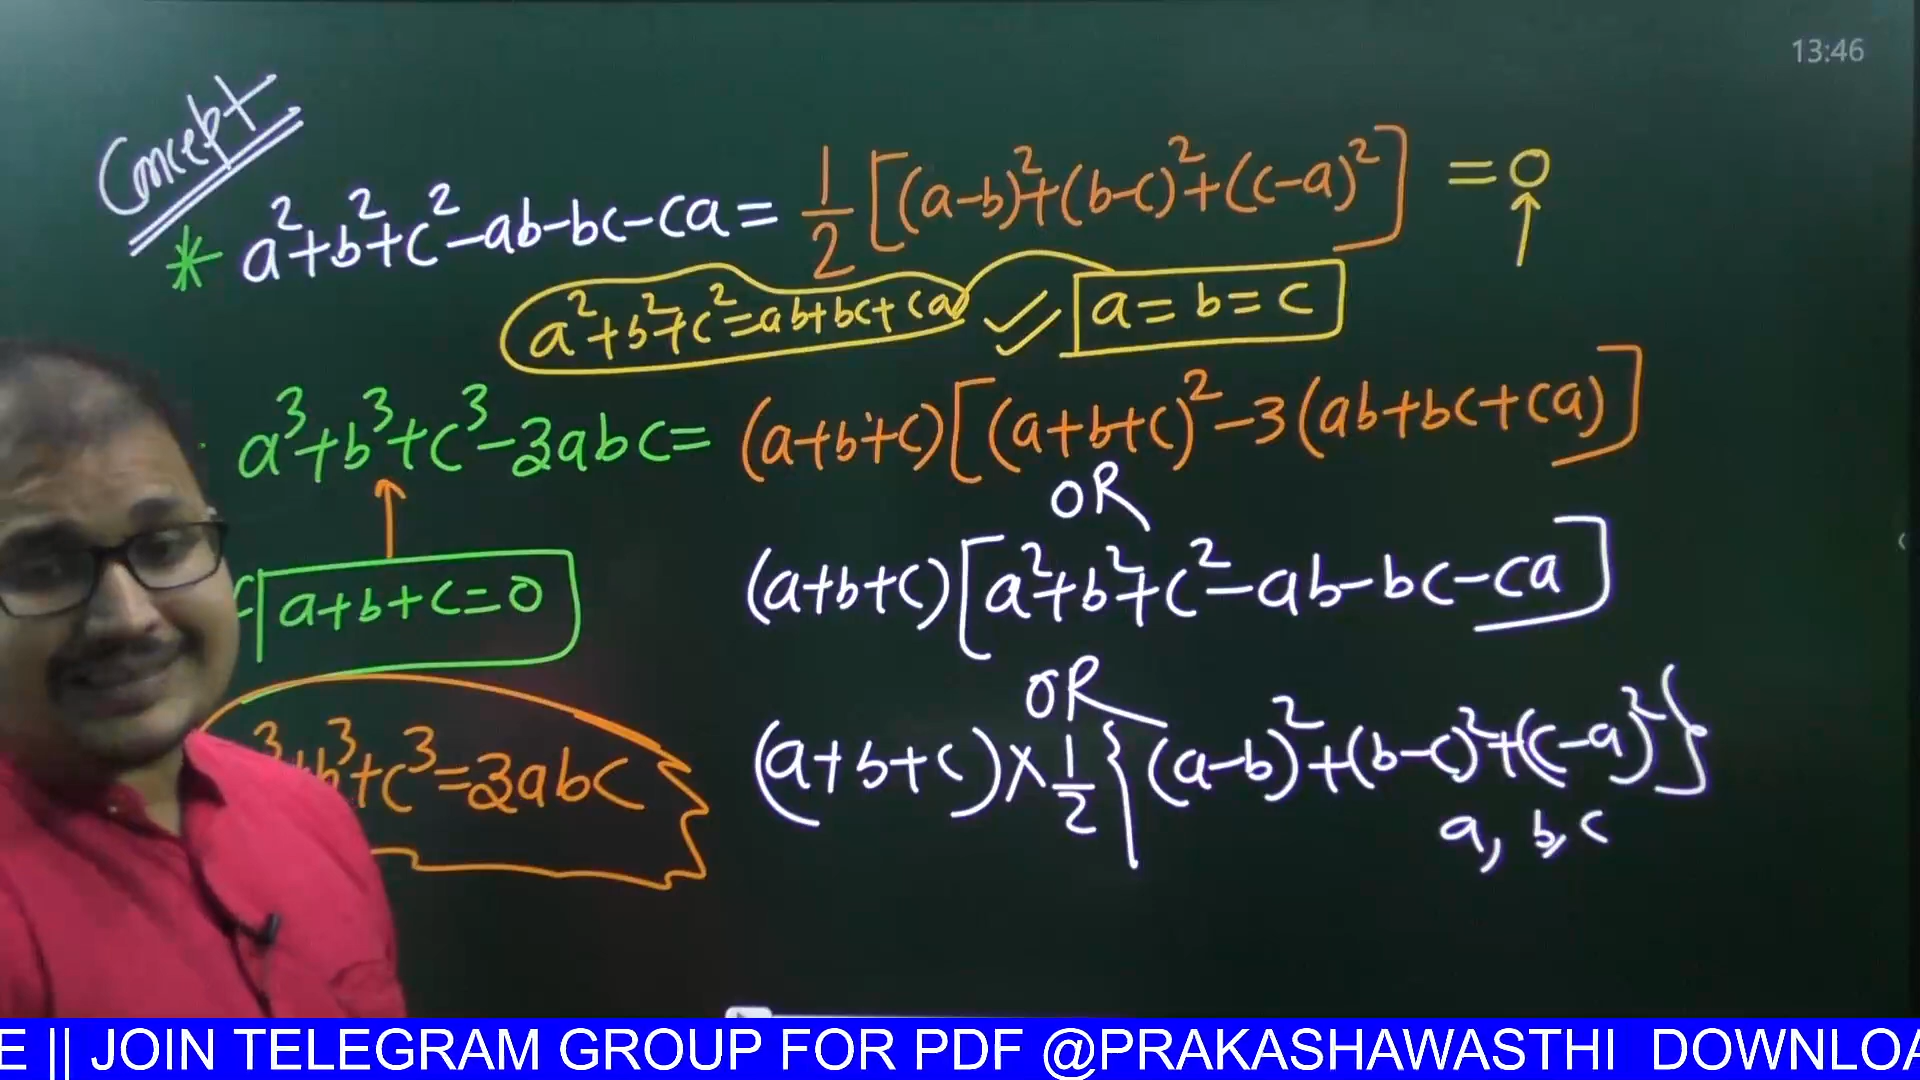 13:46
Concept
* a²+b²+c²-ab-bc-ca = 1/2 [(a-b)²+(b-c)²+(c-a)²] = 0
a²+b²+c²=ab+bc+ca ✓ a=b=c
a³+b³+c³-3abc= (a+b+c)[(a+b+c)²-3(ab+bc+ca)]
OR
a+b+c=0 (a+b+c)[a²+b²+c²-ab-bc-ca]
OR
³+b³+c³=3abc (a+b+c)×1/2{(a-b)²+(b-c)²+(c-a)²}
a, b, c
E || JOIN TELEGRAM GROUP FOR PDF @PRAKASHAWASTHI DOWNLOA